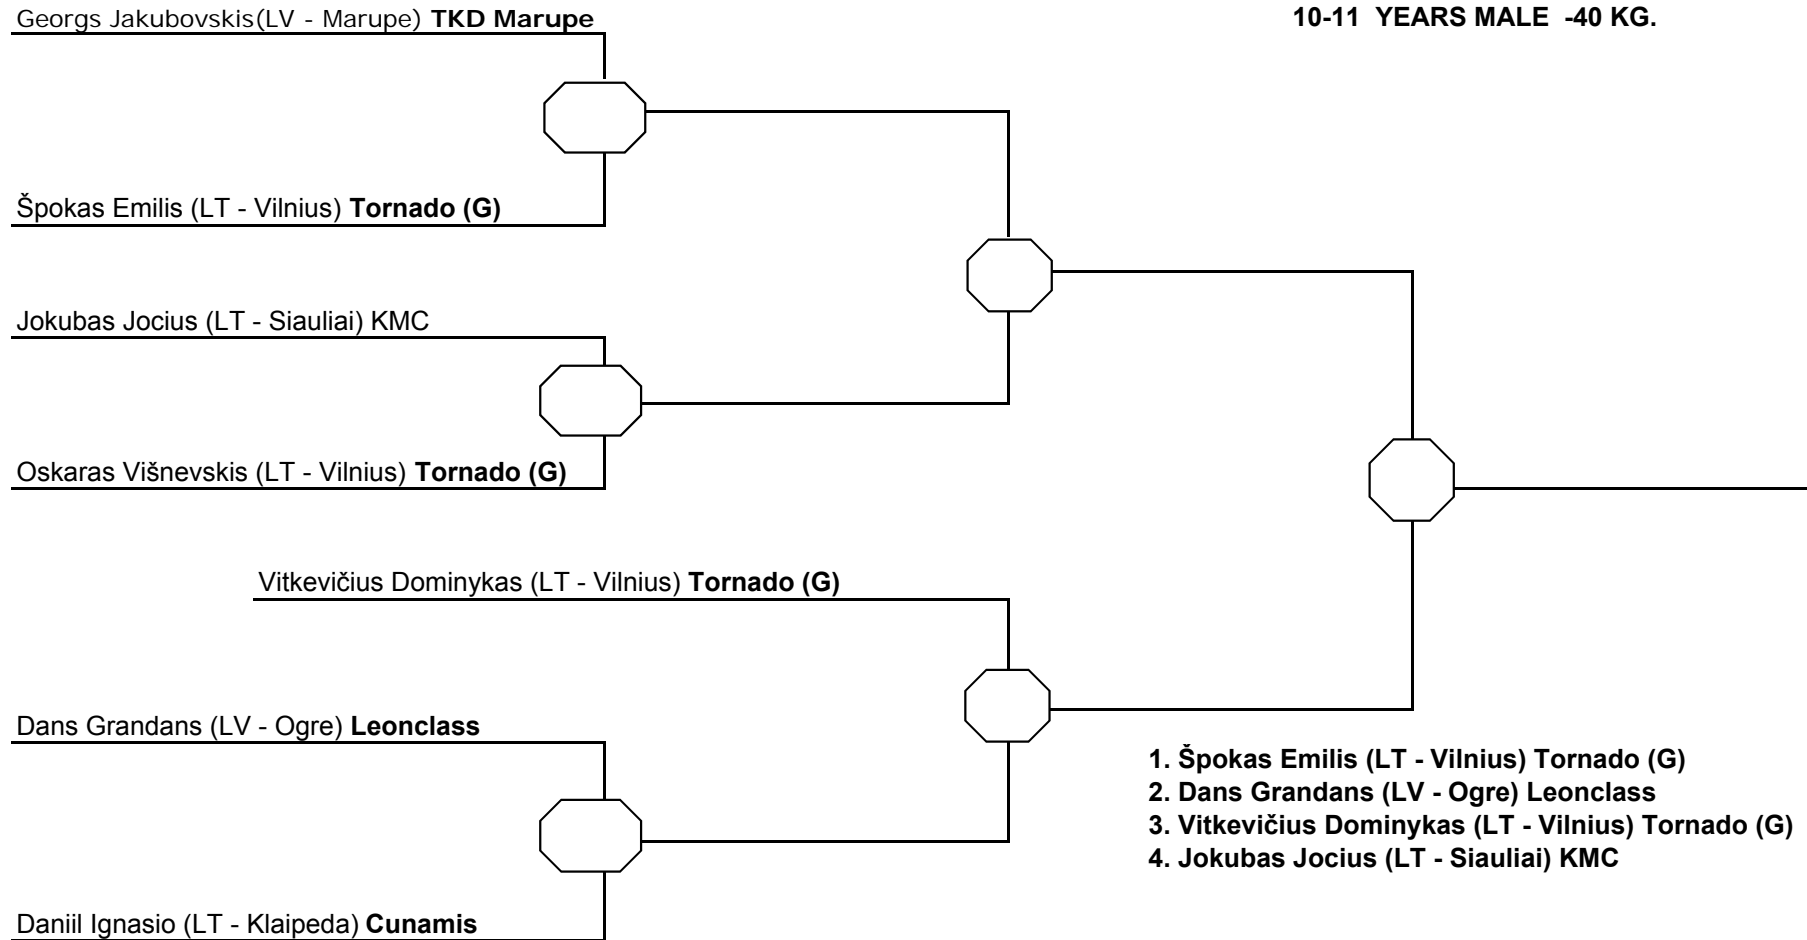 Georgs Jakubovskis(LV - Marupe) TKD Marupe
10-11 YEARS MALE -40 KG.
Špokas Emilis (LT - Vilnius) Tornado (G)
Jokubas Jocius (LT - Siauliai) KMC
Oskaras Višnevskis (LT - Vilnius) Tornado (G)
Vitkevičius Dominykas (LT - Vilnius) Tornado (G)
Dans Grandans (LV - Ogre) Leonclass
Daniil Ignasio (LT - Klaipeda) Cunamis
1. Špokas Emilis (LT - Vilnius) Tornado (G)
2. Dans Grandans (LV - Ogre) Leonclass
3. Vitkevičius Dominykas (LT - Vilnius) Tornado (G)
4. Jokubas Jocius (LT - Siauliai) KMC